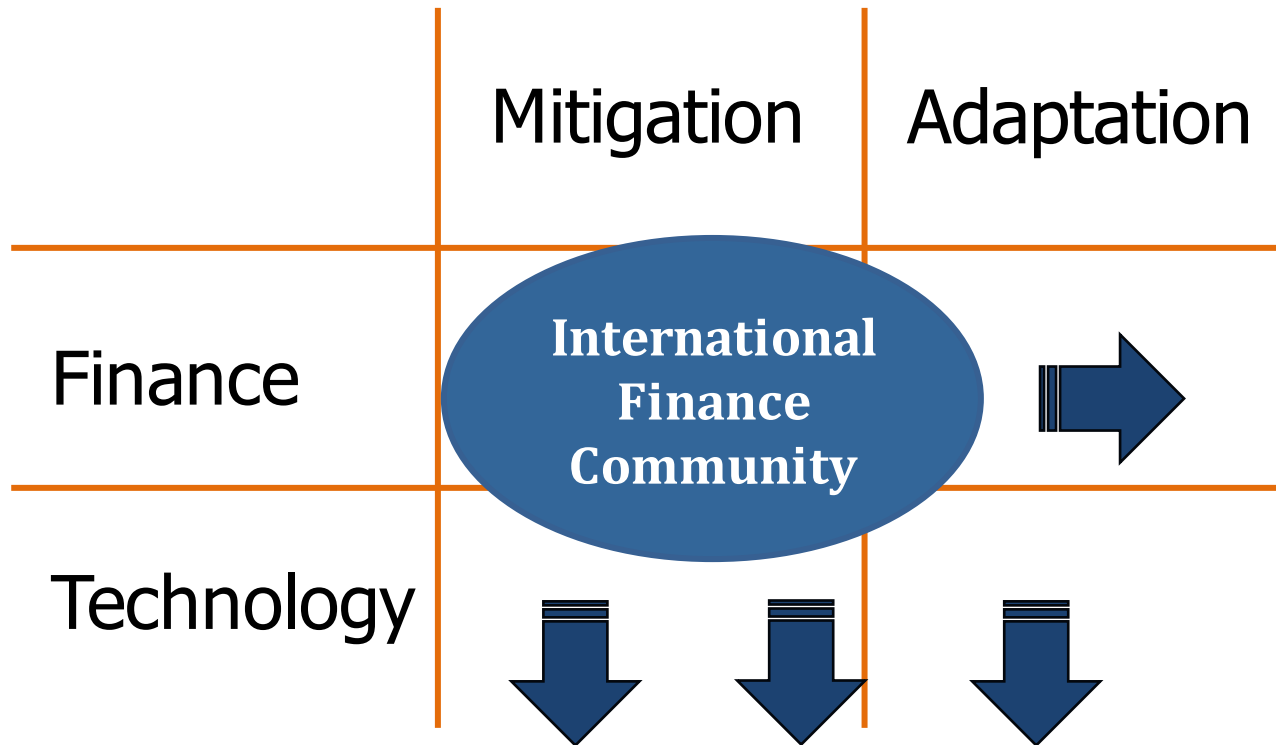 Mitigation
Adaptation
Finance
International
Finance
Community
Technology